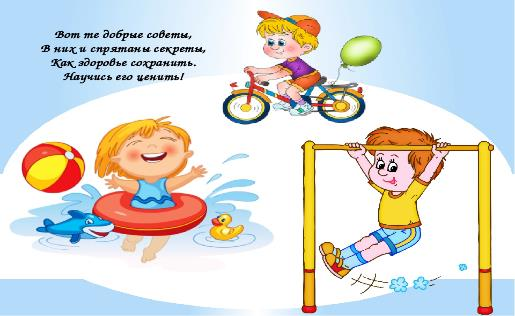 Вот те добрые советы,
В них и спрятаны секреты,
Как здоровье сохранить.
Научись его ценить!